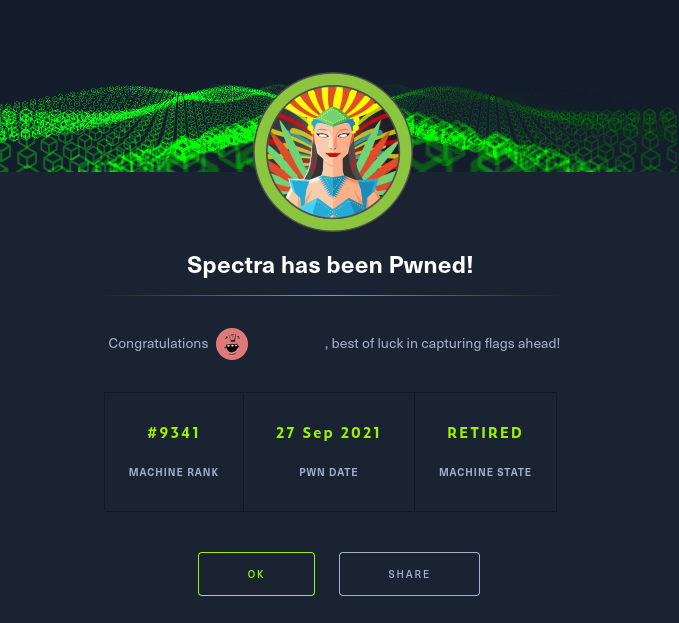 Spectra has been Pwned!
Congratulations , best of luck in capturing flags ahead!
#9341 27 Sep 2021 RETIRED
MACHINE RANK PWN DATE MACHINE STATE
OK SHARE